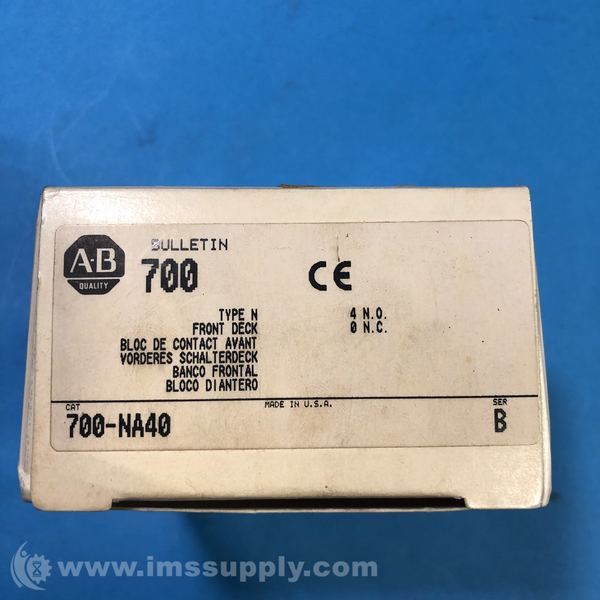 BULLETIN
A-B
QUALITY
700
CE
TYPE N 4 N.O.
FRONT DECK 0 N.C.
BLOC DE CONTACT AVANT
VORDERES SCHALTERDECK
BANCO FRONTAL
BLOCO DIANTERO
CAT MADE IN U.S.A. SER
700-NA40 B
www.imssupply.com